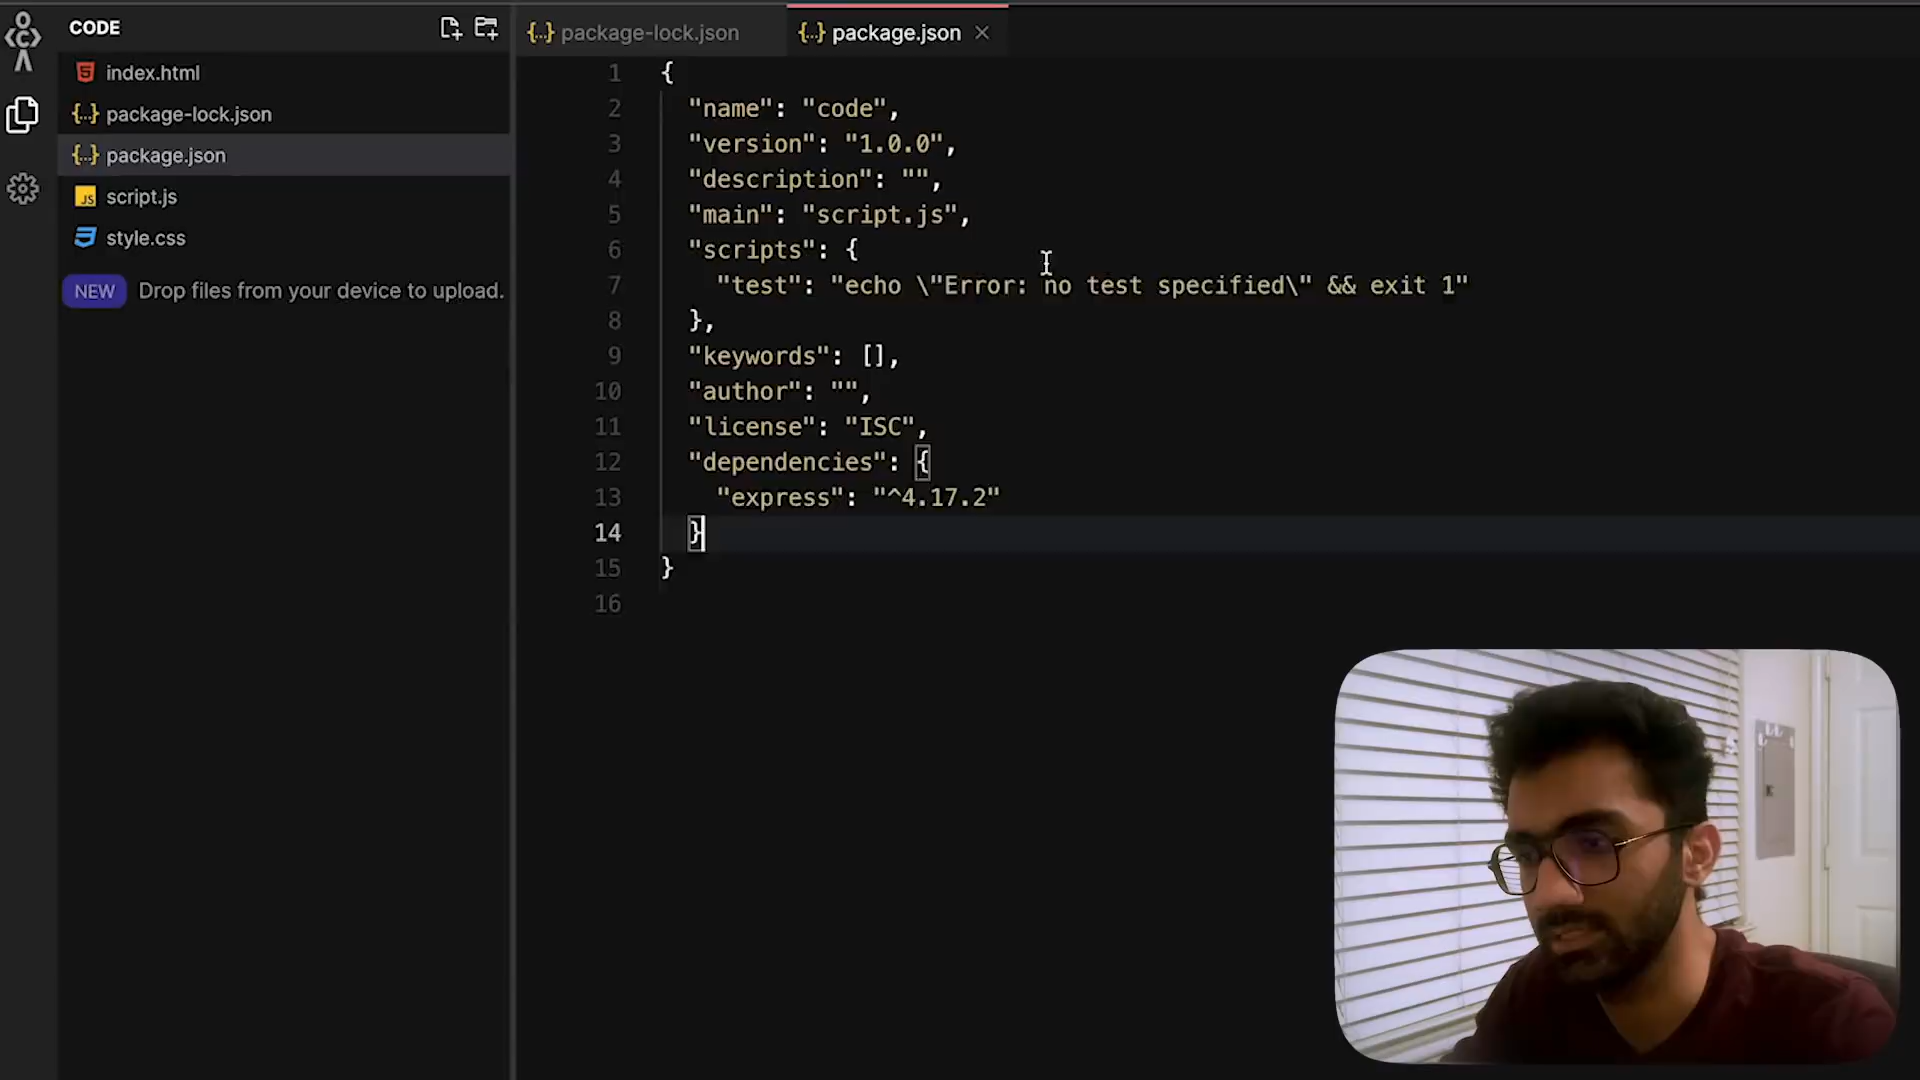 CODE
index.html
package-lock.json
package.json
script.js
style.css
NEW Drop files from your device to upload.
package-lock.json
package.json
1 {
2 "name": "code",
3 "version": "1.0.0",
4 "description": "",
5 "main": "script.js",
6 "scripts": {
7 "test": "echo \"Error: no test specified\" && exit 1"
8 },
9 "keywords": [],
10 "author": "",
11 "license": "ISC",
12 "dependencies": {
13 "express": "^4.17.2"
14 }
15 }
16